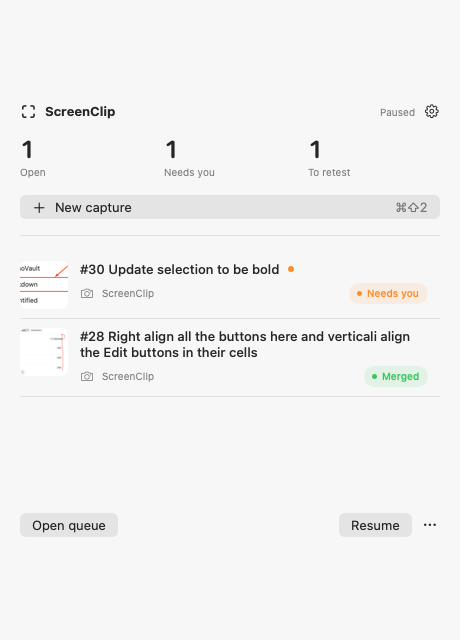 ScreenClip
Paused
1
1
1
Open
Needs you
To retest
New capture
⌘⇧2
#30 Update selection to be bold
ScreenClip
Needs you
#28 Right align all the buttons here and verticali align
the Edit buttons in their cells
ScreenClip
Merged
Open queue
Resume